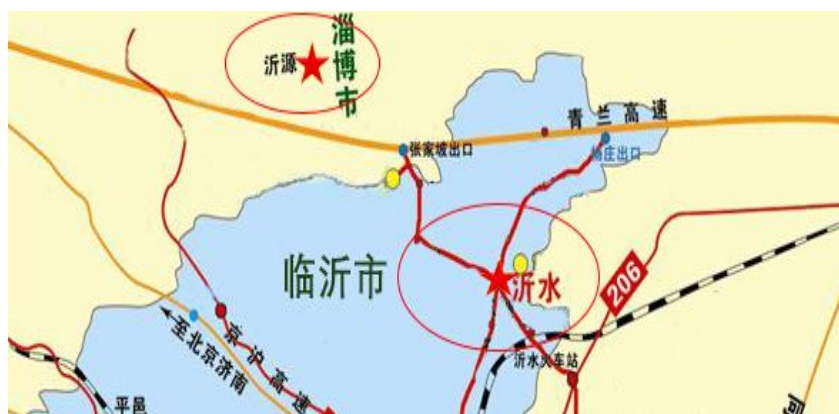 淄博市
沂源
青兰高速
张家坡出口
杨庄出口
临沂市
沂水
206
至北京济南
京沪高速
沂水火车站
平邑